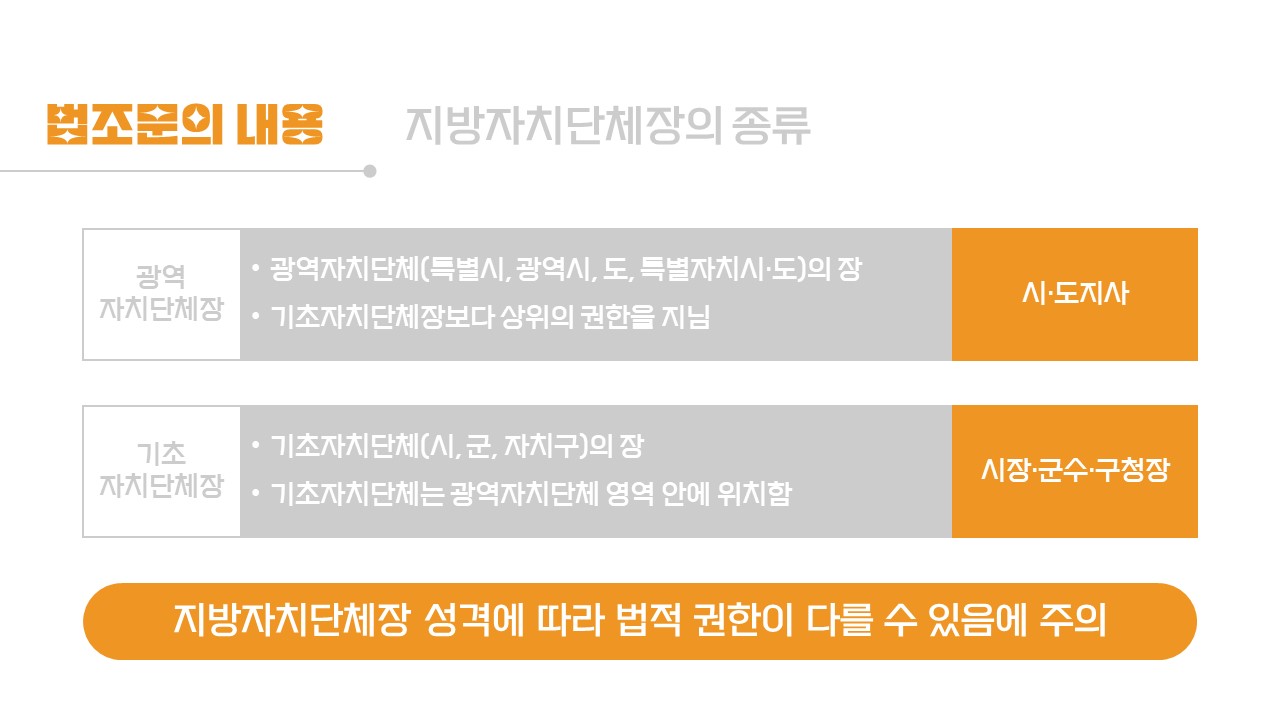 법조문의 내용
지방자치단체장의 종류
광역
자치단체장
• 광역자치단체(특별시, 광역시, 도, 특별자치시·도)의 장
• 기초자치단체장보다 상위의 권한을 지님
시·도지사
기초
자치단체장
• 기초자치단체(시, 군, 자치구)의 장
• 기초자치단체는 광역자치단체 영역 안에 위치함
시장·군수·구청장
지방자치단체장 성격에 따라 법적 권한이 다를 수 있음에 주의